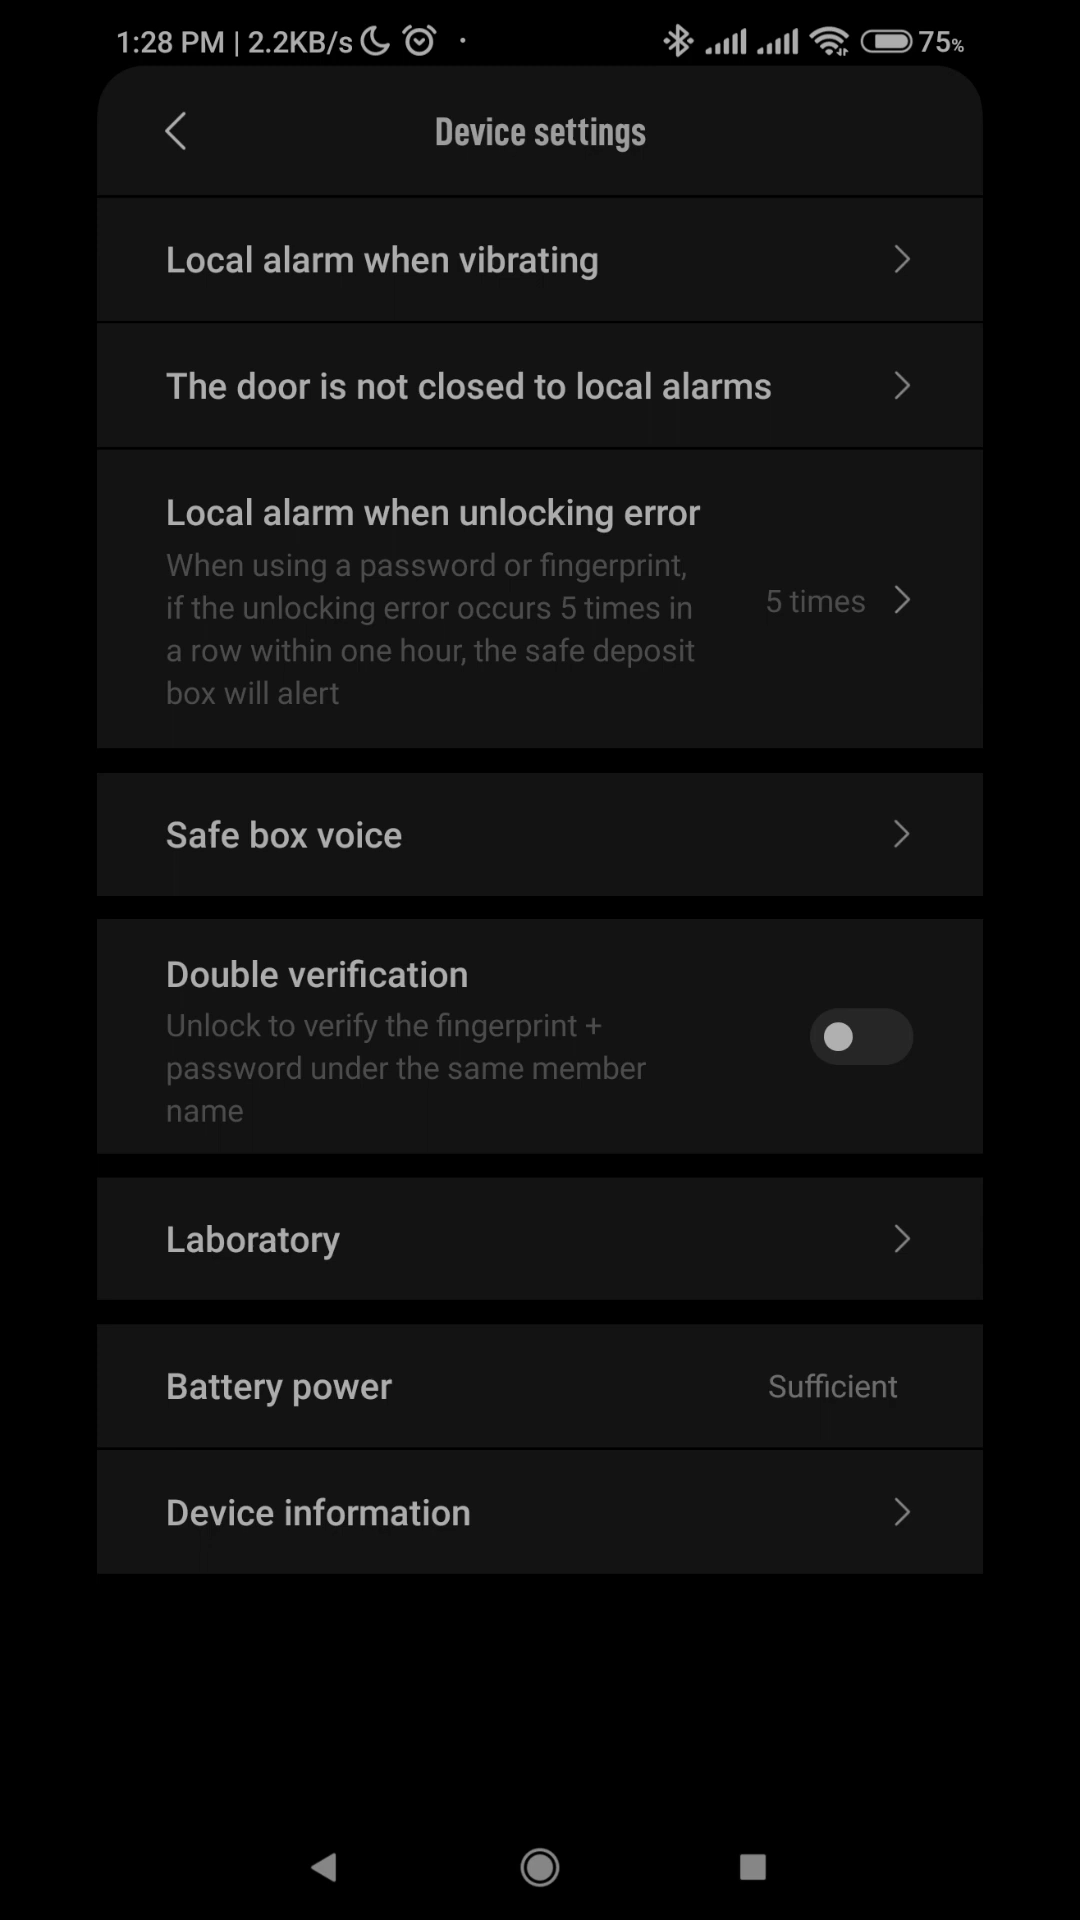 1:28 PM | 2.2KB/s 75%
Device settings
Local alarm when vibrating
The door is not closed to local alarms
Local alarm when unlocking error
When using a password or fingerprint,
if the unlocking error occurs 5 times in
a row within one hour, the safe deposit
box will alert
5 times
Safe box voice
Double verification
Unlock to verify the fingerprint +
password under the same member
name
Laboratory
Battery power Sufficient
Device information